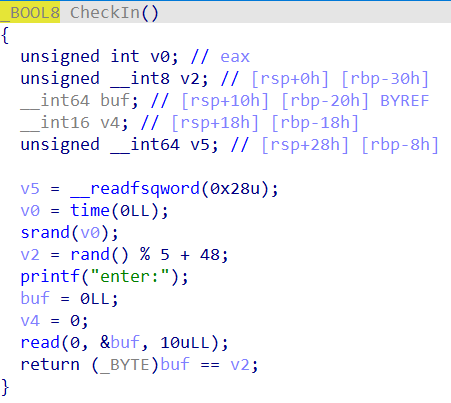 _BOOL8 CheckIn()
{
  unsigned int v0; // eax
  unsigned __int8 v2; // [rsp+0h] [rbp-30h]
  __int64 buf; // [rsp+10h] [rbp-20h] BYREF
  __int16 v4; // [rsp+18h] [rbp-18h]
  unsigned __int64 v5; // [rsp+28h] [rbp-8h]

  v5 = __readfsqword(0x28u);
  v0 = time(0LL);
  srand(v0);
  v2 = rand() % 5 + 48;
  printf("enter:");
  buf = 0LL;
  v4 = 0;
  read(0, &buf, 10uLL);
  return (_BYTE)buf == v2;
}